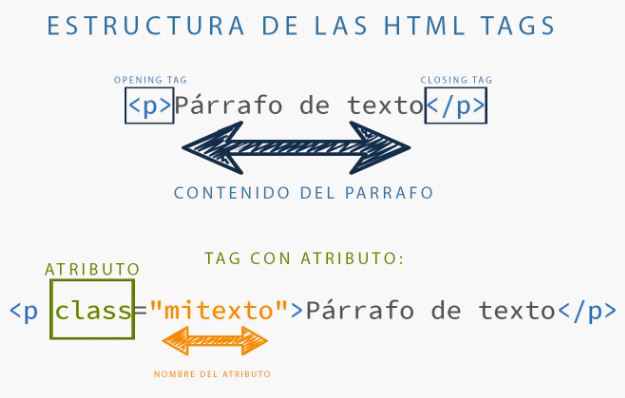 ESTRUCTURA DE LAS HTML TAGS
OPENING TAG CLOSING TAG
<p>Párrafo de texto</p>
CONTENIDO DEL PARRAFO
TAG CON ATRIBUTO:
ATRIBUTO
<p class="mitexto">Párrafo de texto</p>
NOMBRE DEL ATRIBUTO